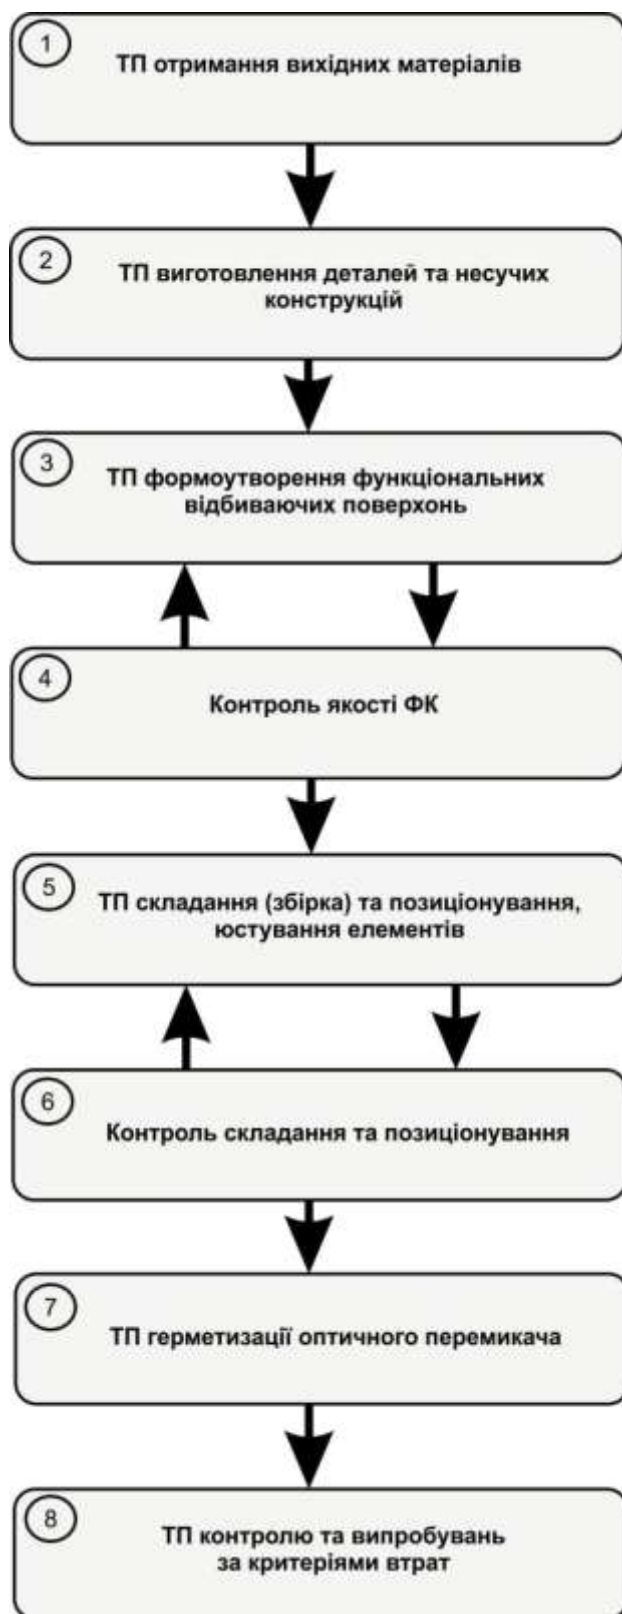 1
ТП отримання вихідних матеріалів
2
ТП виготовлення деталей та несучих
конструкцій
3
ТП формоутворення функціональних
відбиваючих поверхонь
4
Контроль якості ФК
5
ТП складання (збірка) та позиціонування,
юстування елементів
6
Контроль складання та позиціонування
7
ТП герметизації оптичного перемикача
8
ТП контролю та випробувань
за критеріями втрат